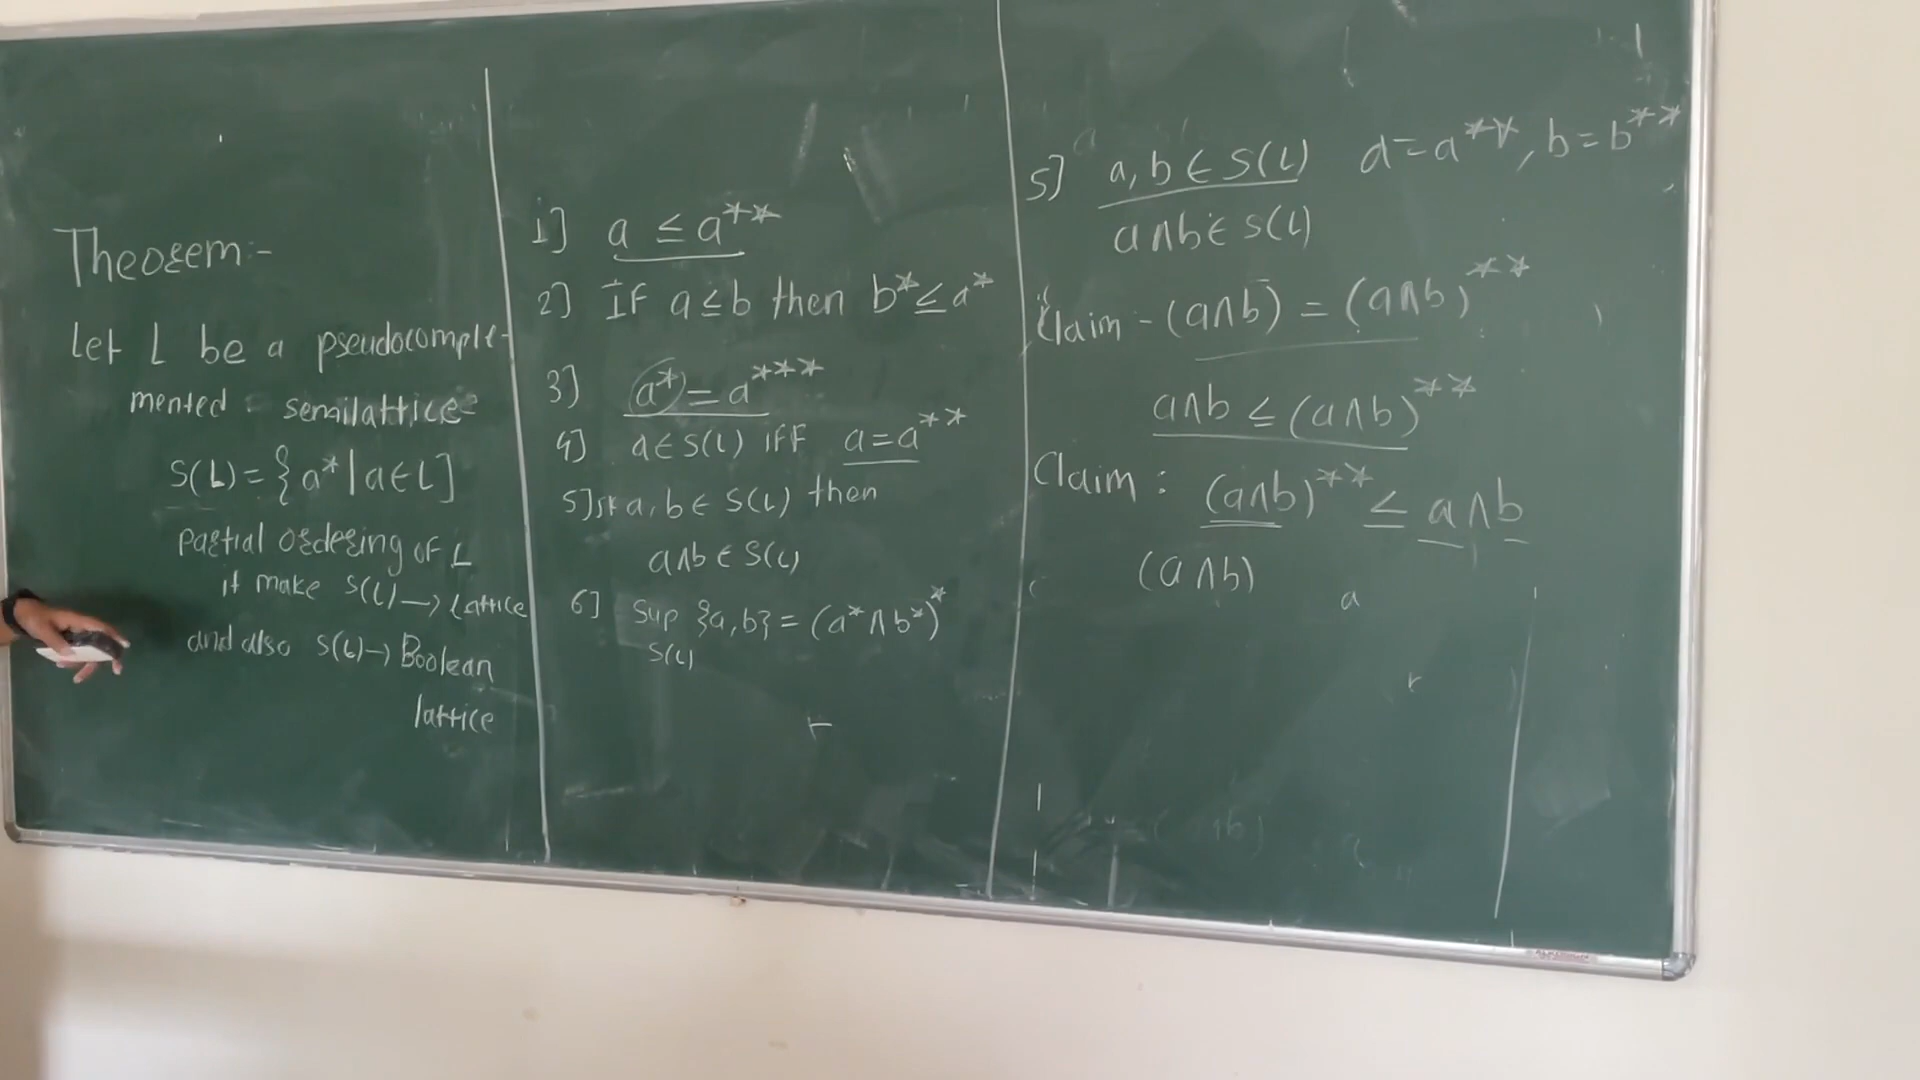 Theorem:-
Let L be a pseudocomple-
mented semilattice
S(L) = { a* | a ∈ L ]
partial ordering of L
it make S(L) → Lattice
and also S(L) → Boolean
lattice
1] a ≤ a**
2] IF a ≤ b then b* ≤ a*
3] a* = a***
4] a ∈ S(L) IFF a = a**
5] If a, b ∈ S(L) then
a∧b ∈ S(L)
6] Sup {a, b} = (a* ∧ b*)*
S(L)
5] a, b ∈ S(L) a = a**, b = b**
a∧b ∈ S(L)
Claim - (a∧b) = (a∧b)**
a∧b ≤ (a∧b)**
Claim : (a∧b)** ≤ a∧b
(a∧b) a